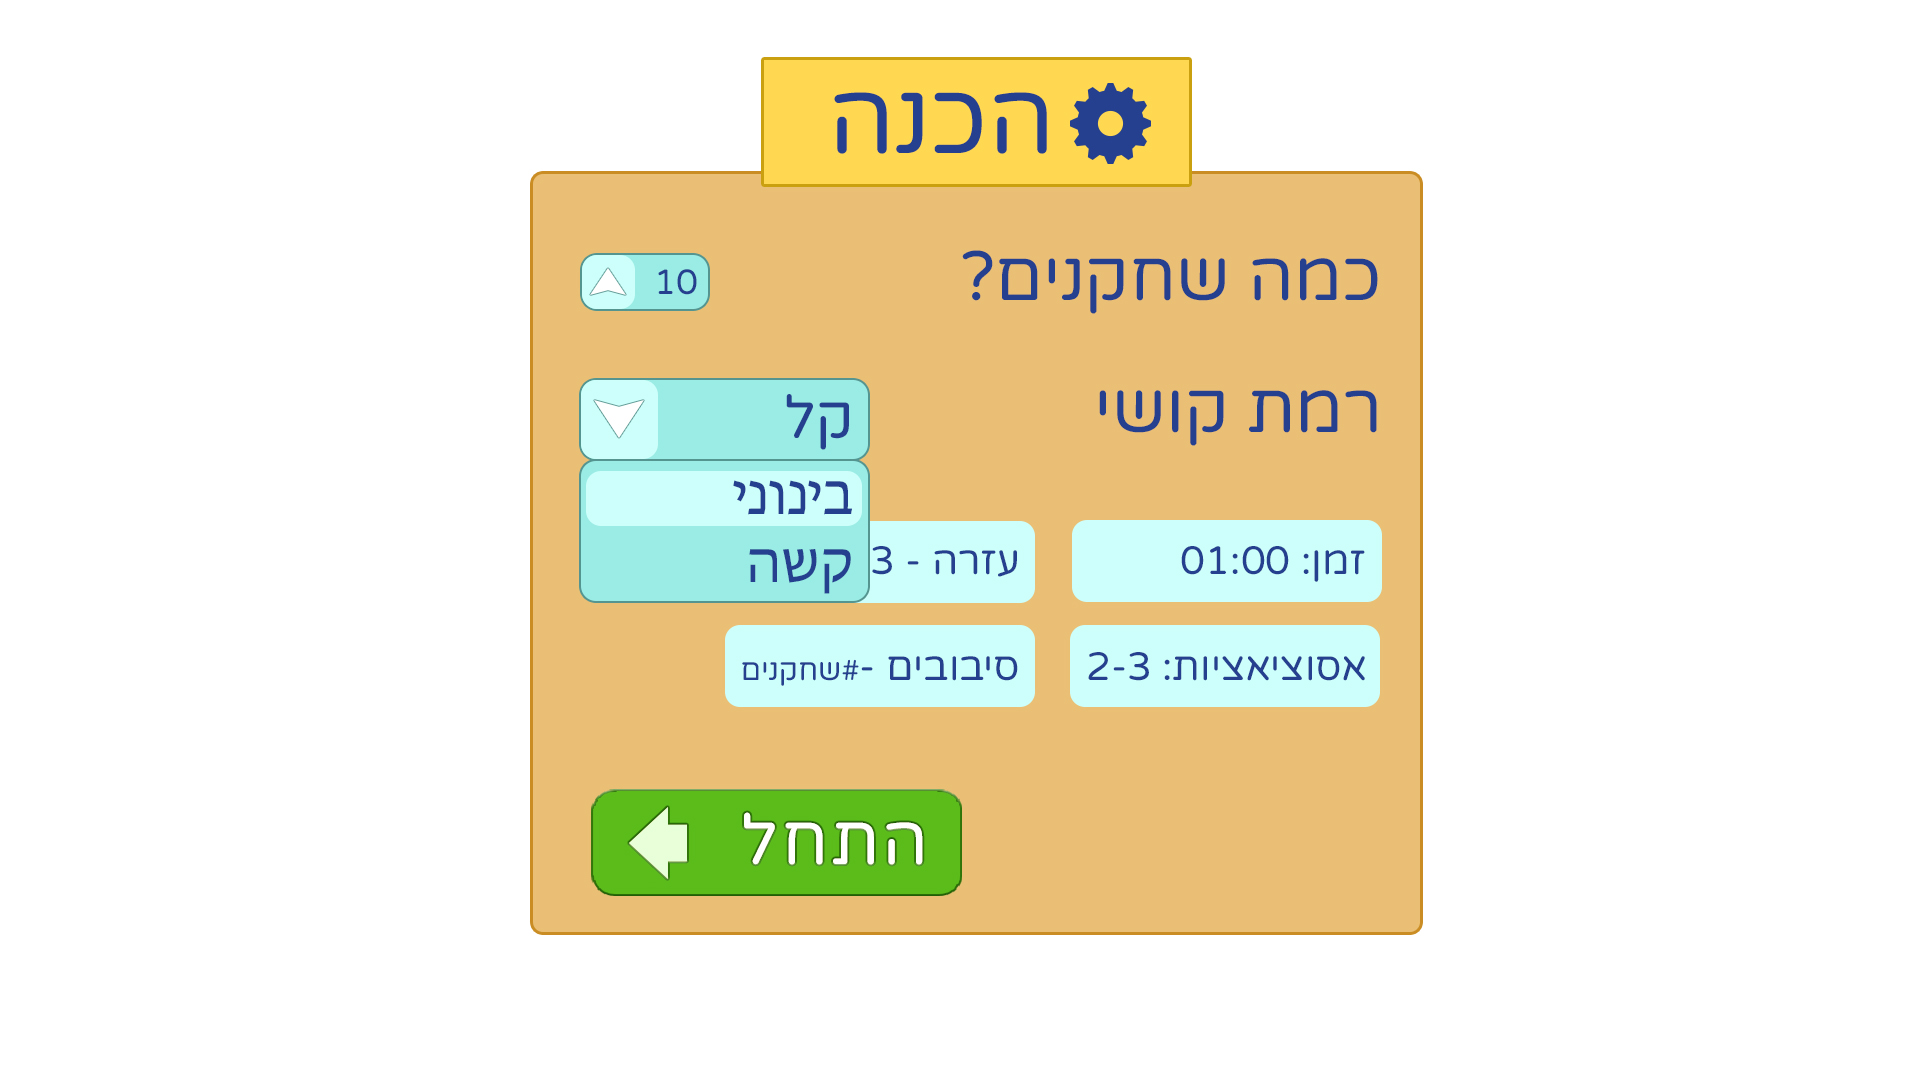 הכנה
כמה שחקנים?
10
רמת קושי
קל
בינוני
קשה
זמן: 01:00
עזרה - 3
אסוציאציות: 2-3
סיבובים -#שחקנים
התחל